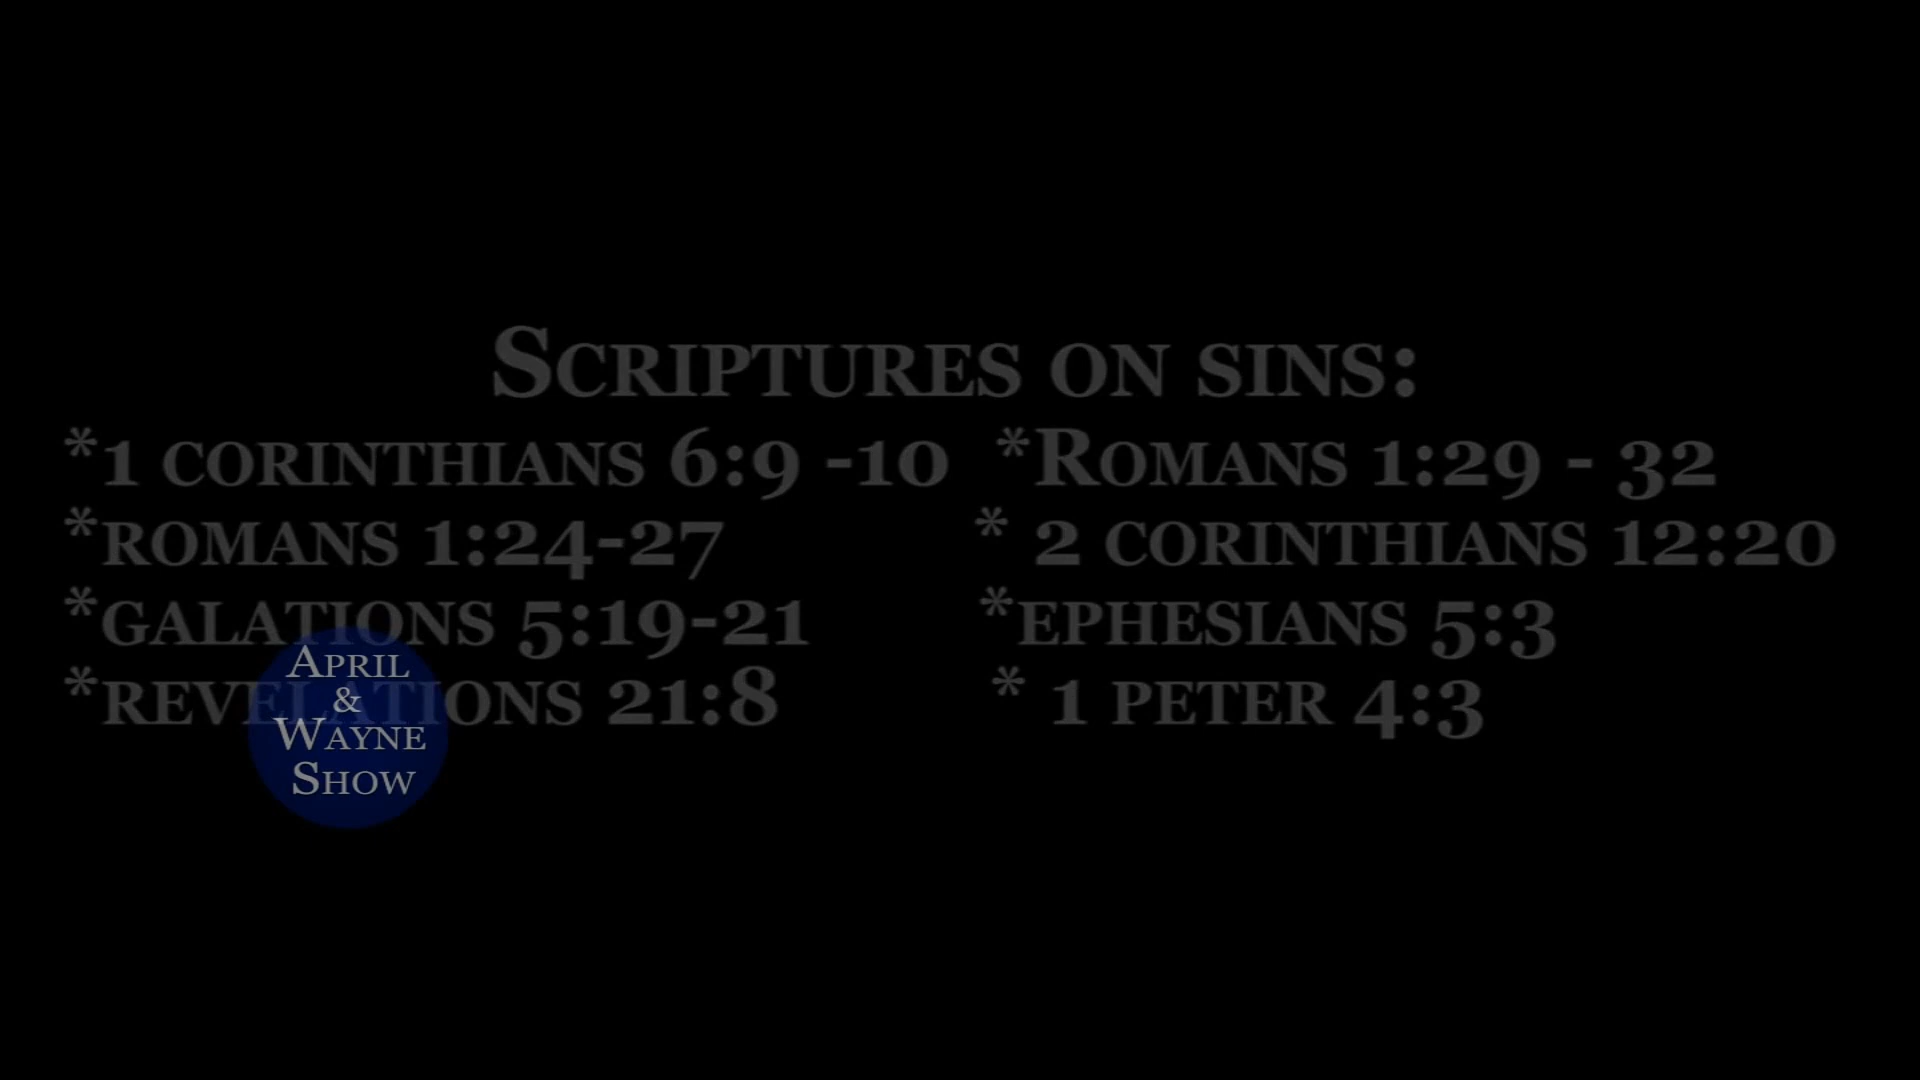 Scriptures on sins:
*1 corinthians 6:9 -10 *Romans 1:29 - 32
*romans 1:24-27 * 2 corinthians 12:20
*galations 5:19-21 *ephesians 5:3
*revelations 21:8 * 1 peter 4:3
April
&
Wayne
Show